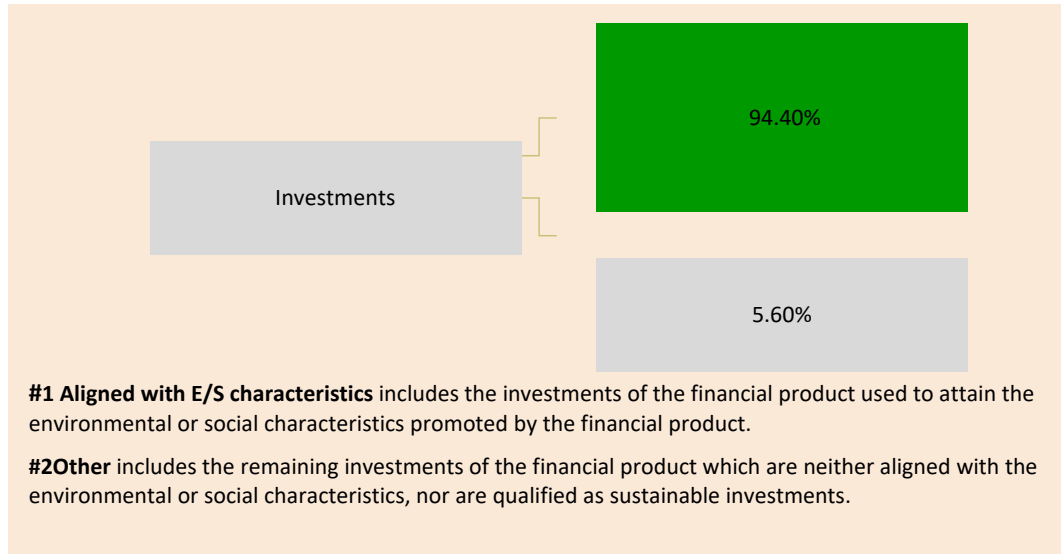 94.40%
Investments
5.60%
#1 Aligned with E/S characteristics includes the investments of the financial product used to attain the
environmental or social characteristics promoted by the financial product.
#2Other includes the remaining investments of the financial product which are neither aligned with the
environmental or social characteristics, nor are qualified as sustainable investments.